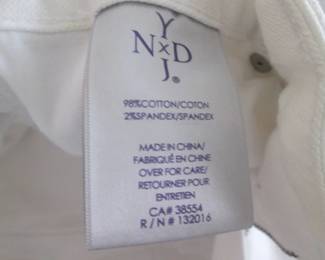 Y
N x D
J ®
98%COTTON/COTON
2%SPANDEX/SPANDEX
MADE IN CHINA/
FABRIQUÉ EN CHINE
OVER FOR CARE/
RETOURNER POUR
ENTRETIEN
CA# 38554
R / N # 132016